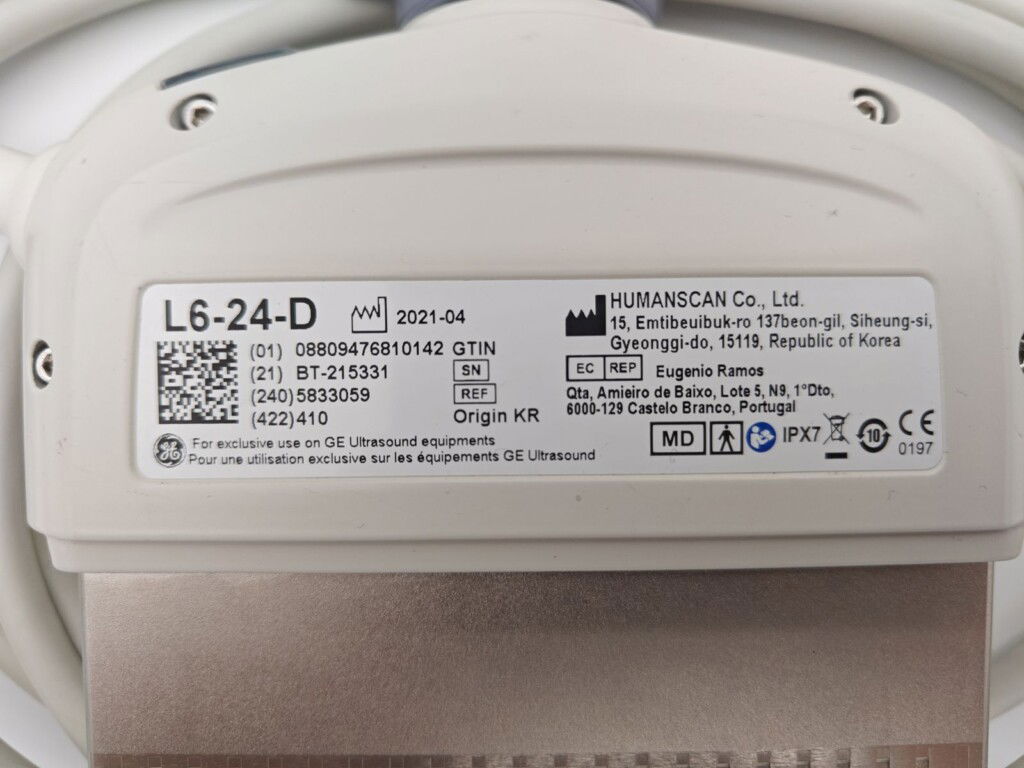 L6-24-D
2021-04
(01) 08809476810142 GTIN
(21) BT-215331 SN
(240)5833059 REF
(422)410 Origin KR
GE
For exclusive use on GE Ultrasound equipments
Pour une utilisation exclusive sur les équipements GE Ultrasound
HUMANSCAN Co., Ltd.
15, Emtibeuibuk-ro 137beon-gil, Siheung-si,
Gyeonggi-do, 15119, Republic of Korea
EC REP Eugenio Ramos
Qta, Amieiro de Baixo, Lote 5, N9, 1°Dto,
6000-129 Castelo Branco, Portugal
MD IPX7 10 CE
0197